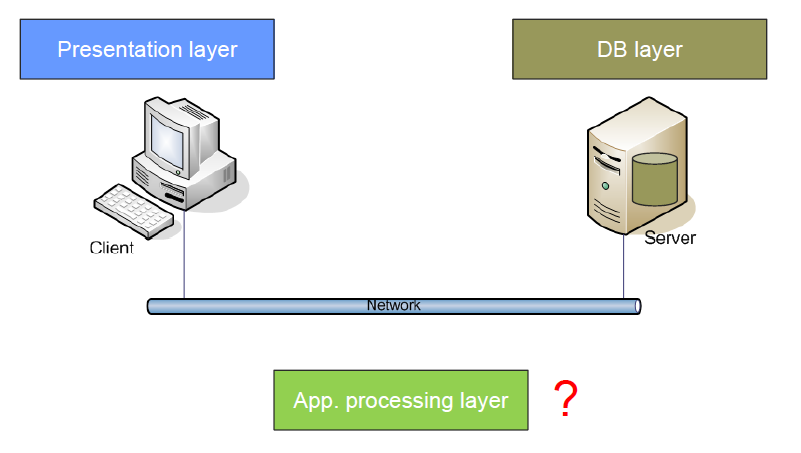 Presentation layer
DB layer
Client
Server
Network
App. processing layer
?